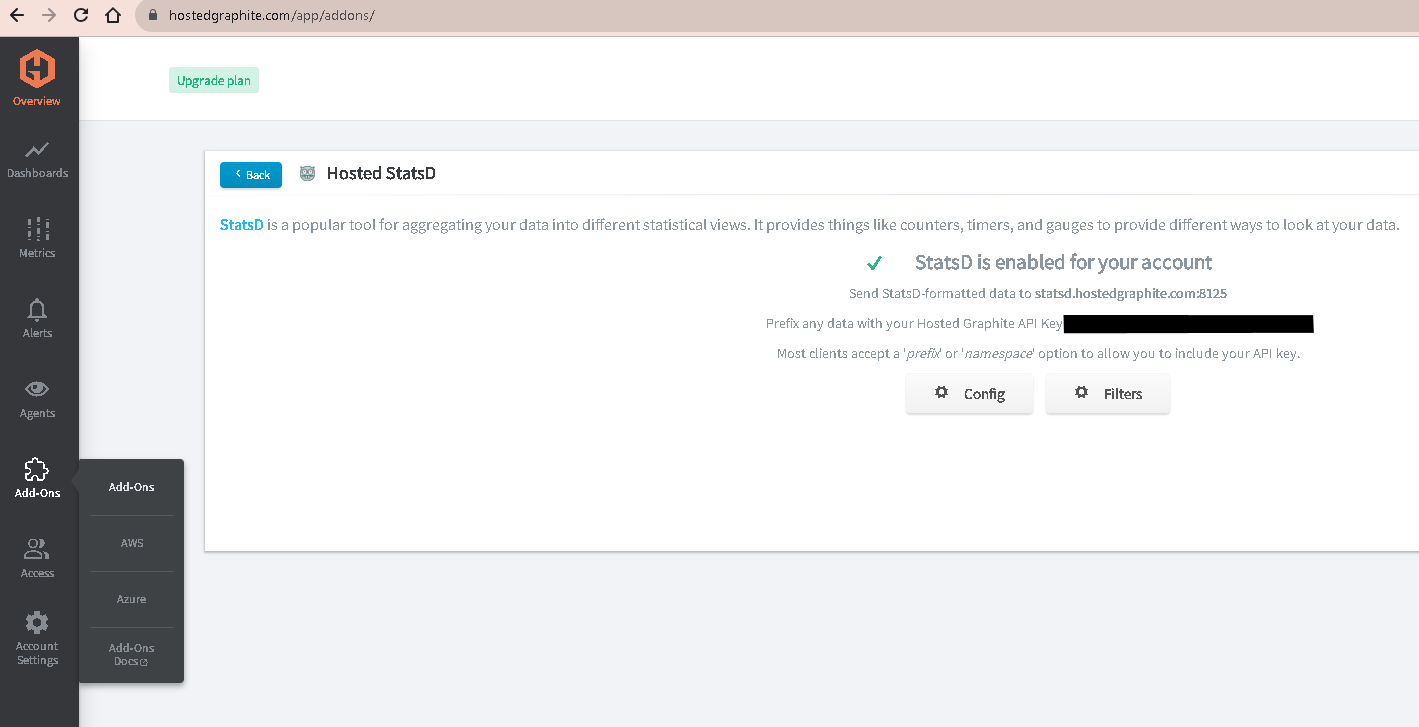 hostedgraphite.com/app/addons/
Overview
Upgrade plan
Dashboards
Metrics
Alerts
Agents
Add-Ons
Access
Account
Settings
Add-Ons
AWS
Azure
Add-Ons
Docs
Back
Hosted StatsD
StatsD is a popular tool for aggregating your data into different statistical views. It provides things like counters, timers, and gauges to provide different ways to look at your data.
StatsD is enabled for your account
Send StatsD-formatted data to statsd.hostedgraphite.com:8125
Prefix any data with your Hosted Graphite API Key
Most clients accept a 'prefix' or 'namespace' option to allow you to include your API key.
Config
Filters